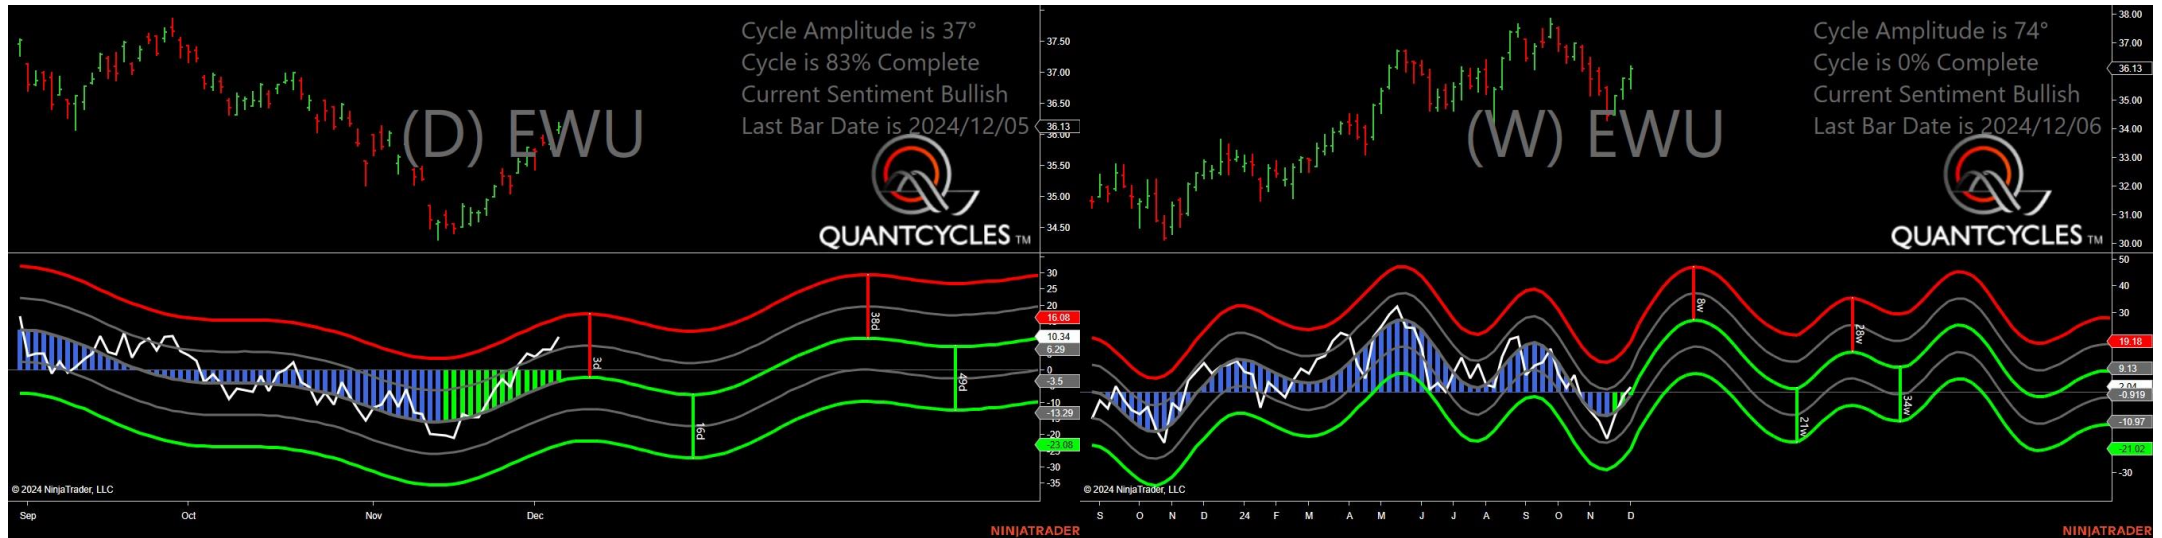 Cycle Amplitude is 37°
Cycle is 83% Complete
Current Sentiment Bullish
Last Bar Date is 2024/12/05
(D) EWU
QUANTCYCLES TM
37.50
37.00
36.50
36.13
36.00
35.50
35.00
34.50
30
25
20
16.08
10.34
6.29
0
-3.5
-10
-13.29
-20
-23.08
-25
-30
-35
3d
16d
38d
49d
© 2024 NinjaTrader, LLC
Sep
Oct
Nov
Dec
NINJATRADER
Cycle Amplitude is 74°
Cycle is 0% Complete
Current Sentiment Bullish
Last Bar Date is 2024/12/06
(W) EWU
QUANTCYCLES TM
38.00
37.00
36.13
35.00
34.00
33.00
32.00
31.00
30.00
50
40
30
19.18
9.13
2.04
-0.919
-10.97
-21.02
-30
8w
21w
28w
34w
© 2024 NinjaTrader, LLC
S O N D 24 F M A M J J A S O N D
NINJATRADER